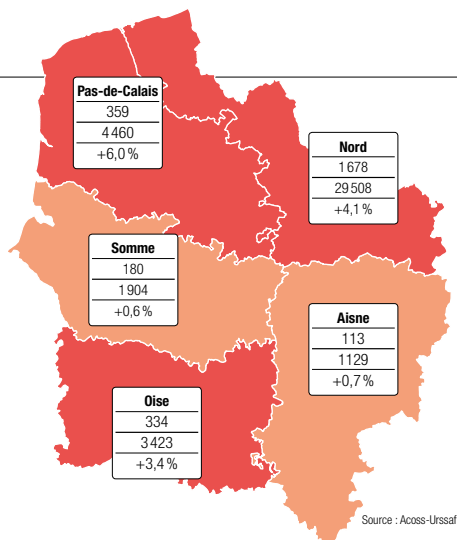 Pas-de-Calais
359
4 460
+6,0 %
Nord
1 678
29 508
+4,1 %
Somme
180
1 904
+0,6 %
Aisne
113
1129
+0,7 %
Oise
334
3 423
+3,4 %
Source : Acoss-Urssaf